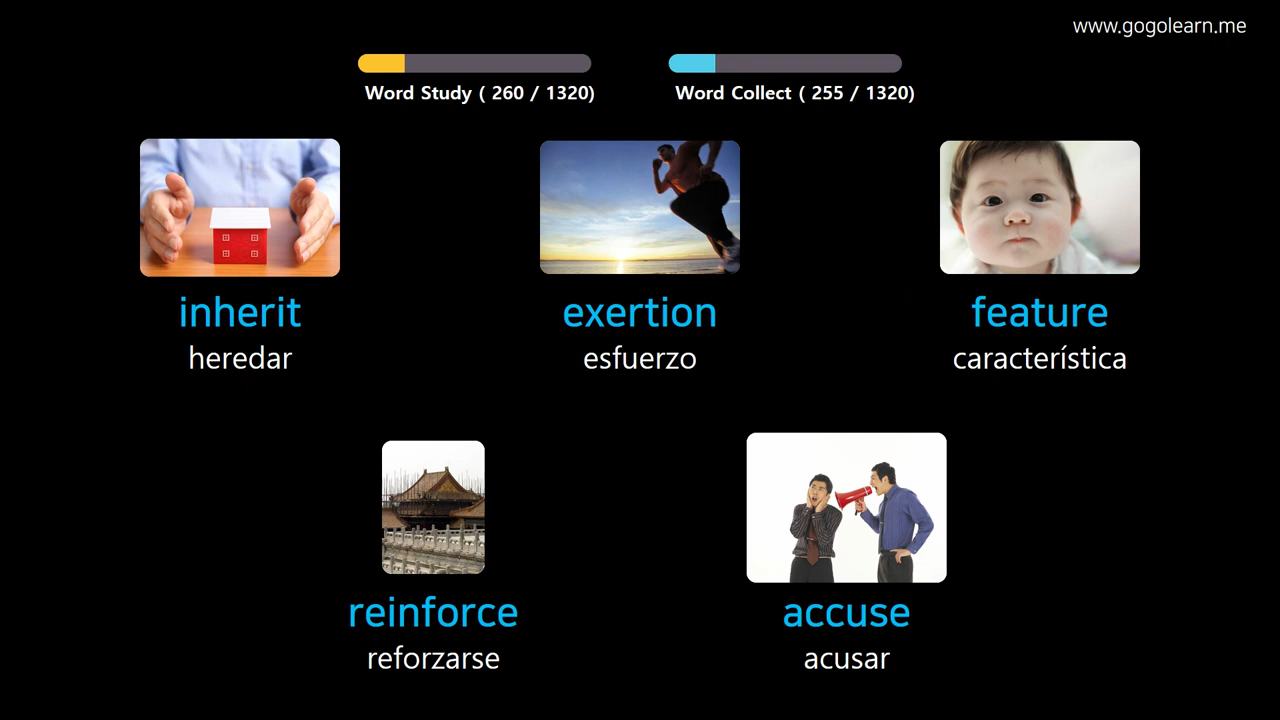 www.gogolearn.me
Word Study ( 260 / 1320)
Word Collect ( 255 / 1320)
inherit
heredar
exertion
esfuerzo
feature
característica
reinforce
reforzarse
accuse
acusar